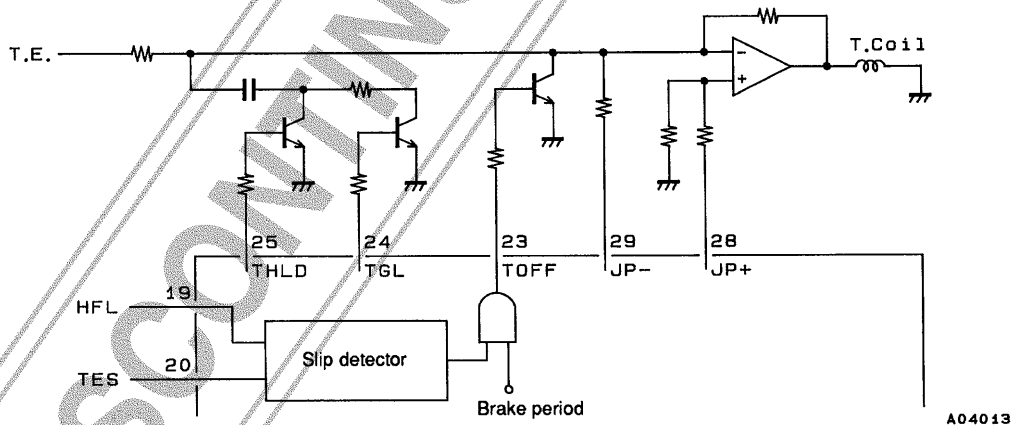 T.E.
T.Coil
−
+
25 24 23 29 28
THLD TGL TOFF JP- JP+
HFL 19
Slip detector
TES 20
Brake period
A04013
SCONTINU